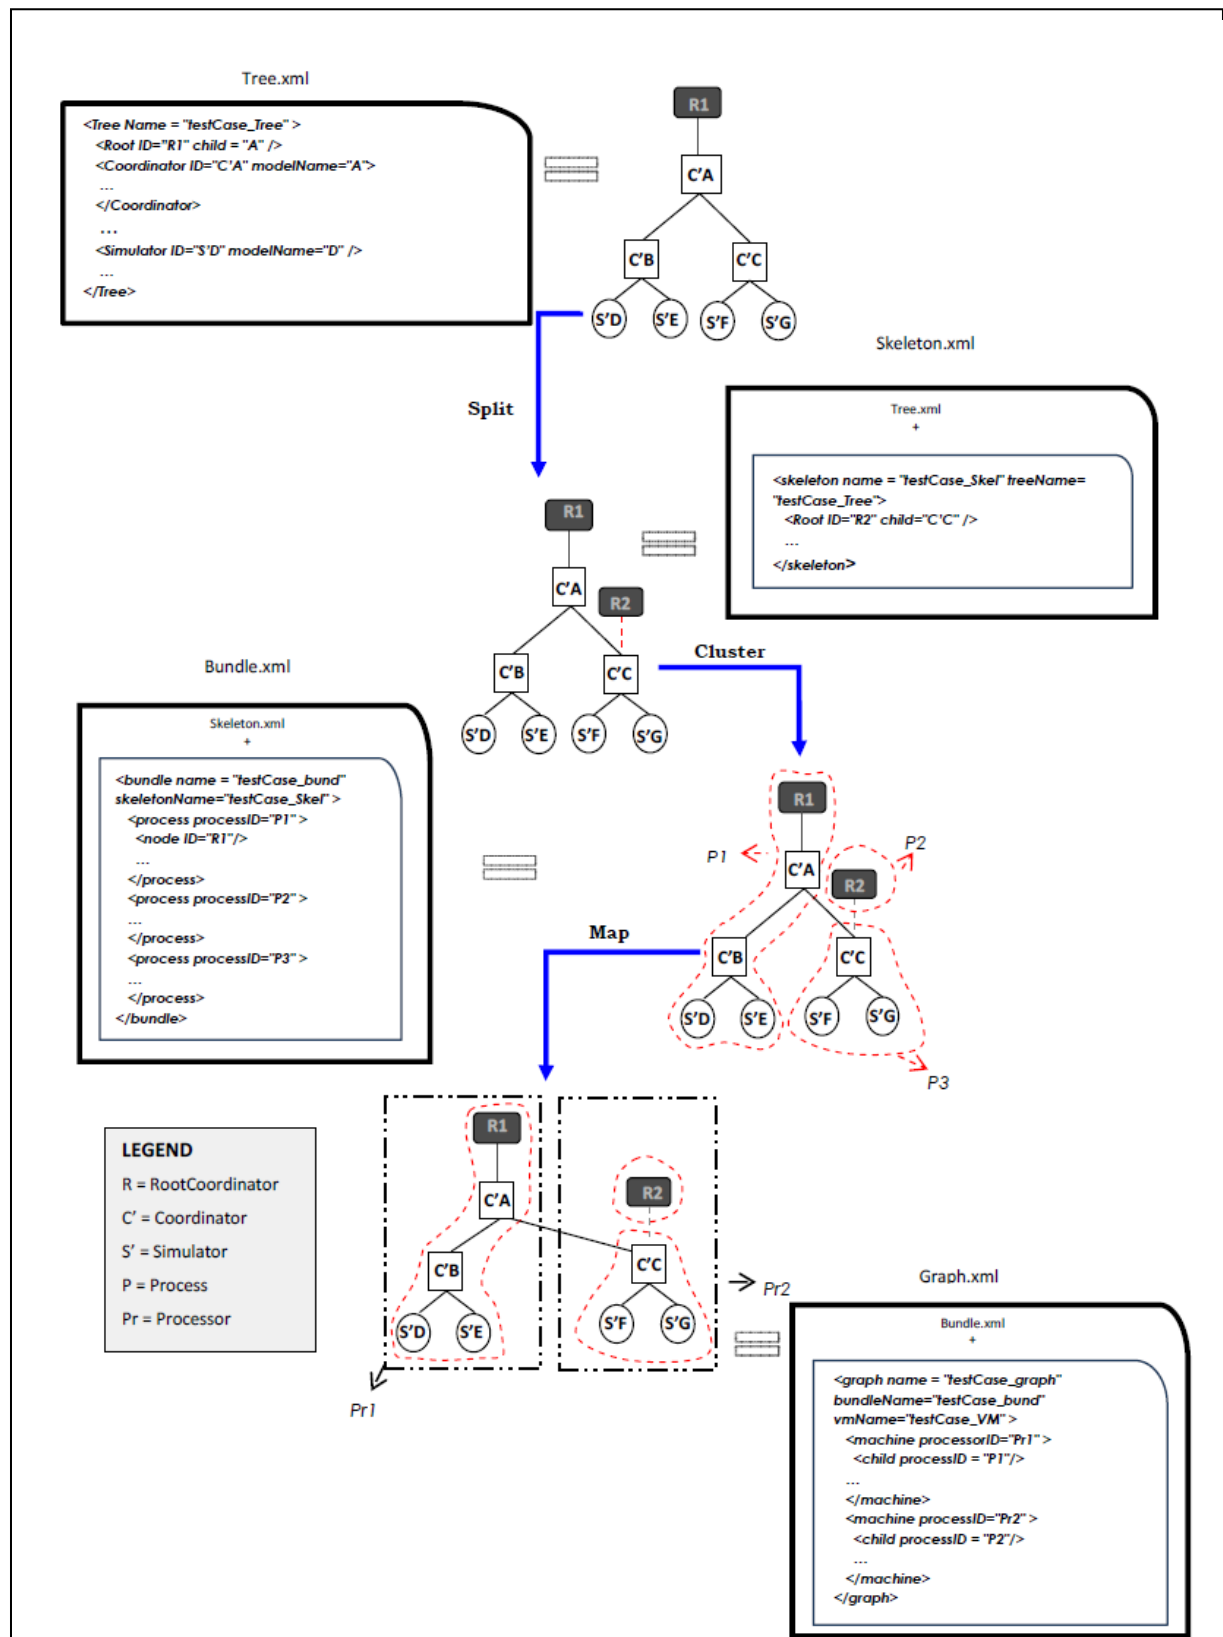 Tree.xml
<Tree Name = "testCase_Tree" >
<Root ID="R1" child = "A" />
<Coordinator ID="C'A" modelName="A">
...
</Coordinator>
...
<Simulator ID="S'D" modelName="D" />
...
</Tree>
R1
C'A
C'B
C'C
S'D
S'E
S'F
S'G
Split
Skeleton.xml
Tree.xml
+
<skeleton name = "testCase_Skel" treeName=
"testCase_Tree">
<Root ID="R2" child="C'C" />
...
</skeleton>
R1
C'A
R2
C'B
C'C
S'D
S'E
S'F
S'G
Cluster
Bundle.xml
Skeleton.xml
+
<bundle name = "testCase_bund"
skeletonName="testCase_Skel" >
<process processID="P1" >
<node ID="R1"/>
...
</process>
<process processID="P2" >
...
</process>
<process processID="P3" >
...
</process>
</bundle>
R1
P1
P2
C'A
R2
C'B
C'C
S'D
S'E
S'F
S'G
P3
Map
LEGEND
R = RootCoordinator
C' = Coordinator
S' = Simulator
P = Process
Pr = Processor
R1
C'A
R2
C'B
C'C
S'D
S'E
S'F
S'G
Pr1
Pr2
Graph.xml
Bundle.xml
+
<graph name = "testCase_graph"
bundleName="testCase_bund"
vmName="testCase_VM" >
<machine processorID="Pr1" >
<child processID = "P1"/>
...
</machine>
<machine processID="Pr2" >
<child processID = "P2"/>
...
</machine>
</graph>